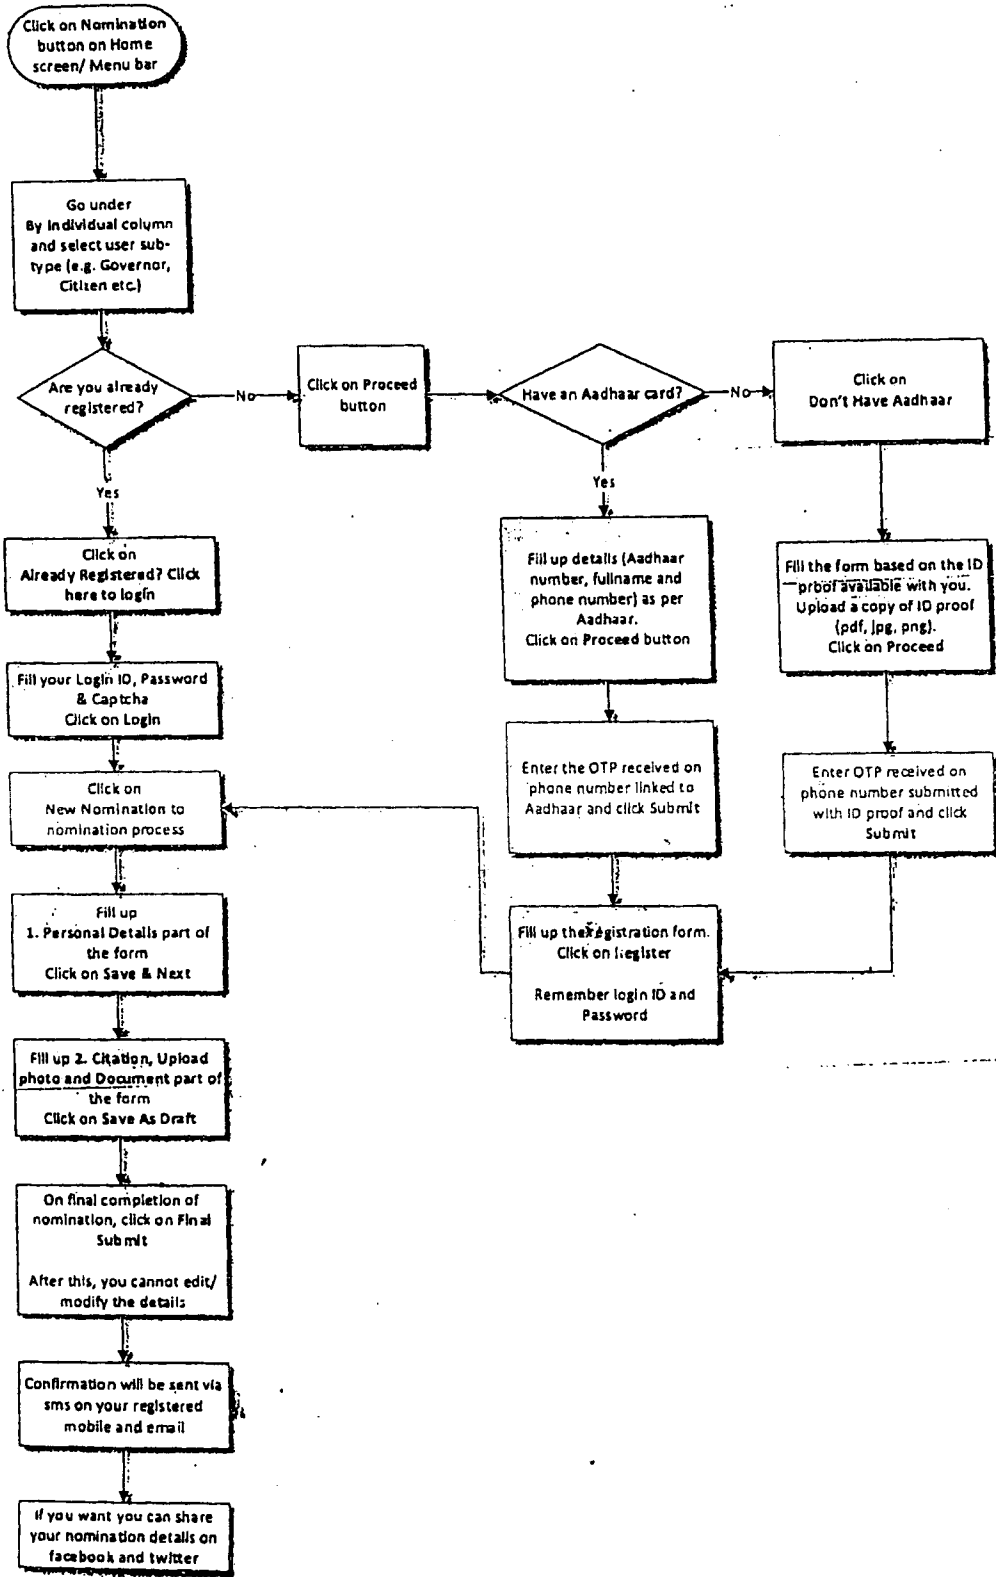 Click on Nomination
button on Home
screen/ Menu bar
Go under
By Individual column
and select user sub-
type (e.g. Governor,
Citizen etc.)
Are you already
registered?
No
Click on Proceed
button
Have an Aadhaar card?
No
Click on
Don't Have Aadhaar
Yes
Click on
Already Registered? Click
here to login
Fill your Login ID, Password
& Captcha
Click on Login
Click on
New Nomination to
nomination process
Fill up
1. Personal Details part of
the form
Click on Save & Next
Fill up 2. Citation, Upload
photo and Document part of
the form
Click on Save As Draft
On final completion of
nomination, click on Final
Submit
After this, you cannot edit/
modify the details
Confirmation will be sent via
sms on your registered
mobile and email
If you want you can share
your nomination details on
facebook and twitter
Yes
Fill up details (Aadhaar
number, fullname and
phone number) as per
Aadhaar.
Click on Proceed button
Enter the OTP received on
phone number linked to
Aadhaar and click Submit
Fill up the registration form.
Click on Register
Remember login ID and
Password
Fill the form based on the ID
proof available with you.
Upload a copy of ID proof
(pdf, jpg, png).
Click on Proceed
Enter OTP received on
phone number submitted
with ID proof and click
Submit